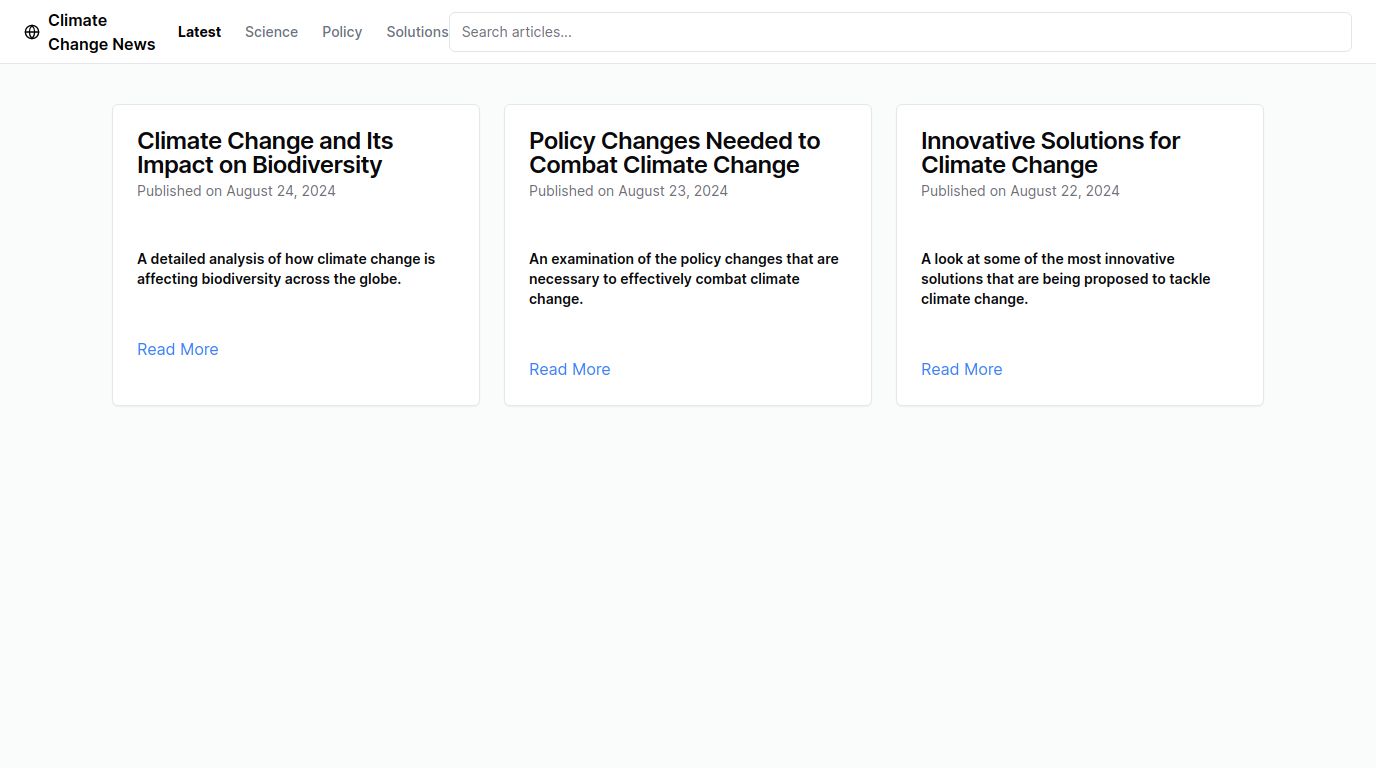 Climate
Change News
Latest
Science
Policy
Solutions
Search articles...
Climate Change and Its
Impact on Biodiversity
Published on August 24, 2024
A detailed analysis of how climate change is
affecting biodiversity across the globe.
Read More
Policy Changes Needed to
Combat Climate Change
Published on August 23, 2024
An examination of the policy changes that are
necessary to effectively combat climate
change.
Read More
Innovative Solutions for
Climate Change
Published on August 22, 2024
A look at some of the most innovative
solutions that are being proposed to tackle
climate change.
Read More